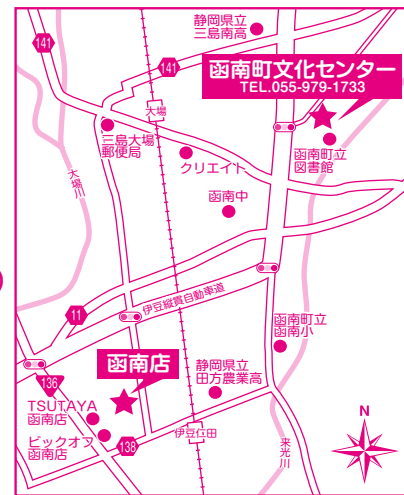 静岡県立
三島南高
141
141
函南町文化センター
TEL.055-979-1733
大場
三島大場
郵便局
クリエイト
函南町立
図書館
大場川
函南中
伊豆縦貫自動車道
11
函南町立
函南小
136
函南店
静岡県立
田方農業高
TSUTAYA
函南店
ビックオフ
函南店
138
伊豆仁田
来光川
N